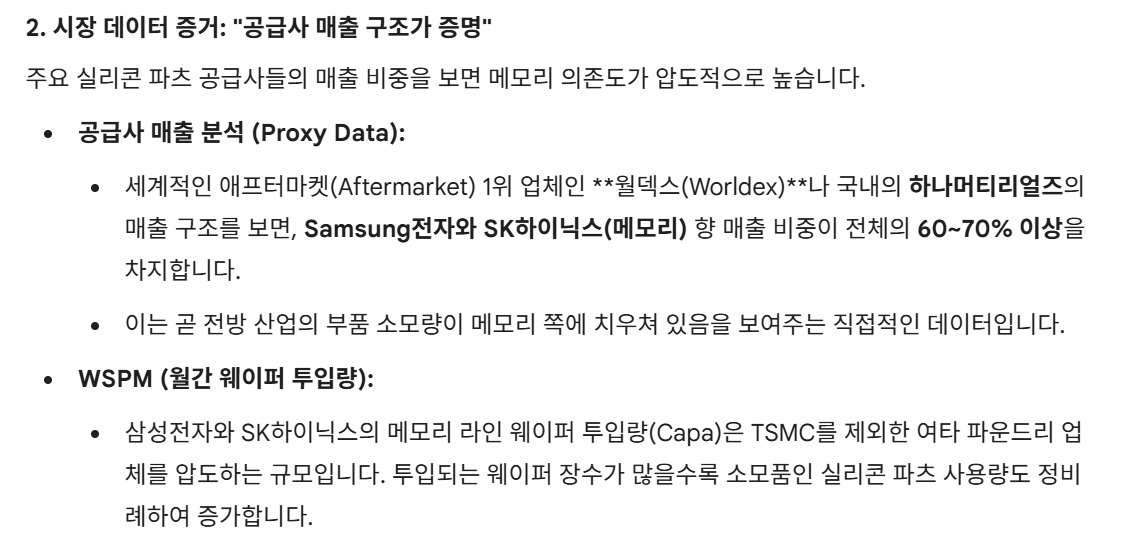 2. 시장 데이터 증거: "공급사 매출 구조가 증명"
주요 실리콘 파츠 공급사들의 매출 비중을 보면 메모리 의존도가 압도적으로 높습니다.
• 공급사 매출 분석 (Proxy Data):
• 세계적인 애프터마켓(Aftermarket) 1위 업체인 **월덱스(Worldex)**나 국내의 하나머티리얼즈의
매출 구조를 보면, Samsung전자와 SK하이닉스(메모리) 향 매출 비중이 전체의 60~70% 이상을
차지합니다.
• 이는 곧 전방 산업의 부품 소모량이 메모리 쪽에 치우쳐 있음을 보여주는 직접적인 데이터입니다.
• WSPM (월간 웨이퍼 투입량):
• 삼성전자와 SK하이닉스의 메모리 라인 웨이퍼 투입량(Capa)은 TSMC를 제외한 여타 파운드리 업
체를 압도하는 규모입니다. 투입되는 웨이퍼 장수가 많을수록 소모품인 실리콘 파츠 사용량도 정비
례하여 증가합니다.